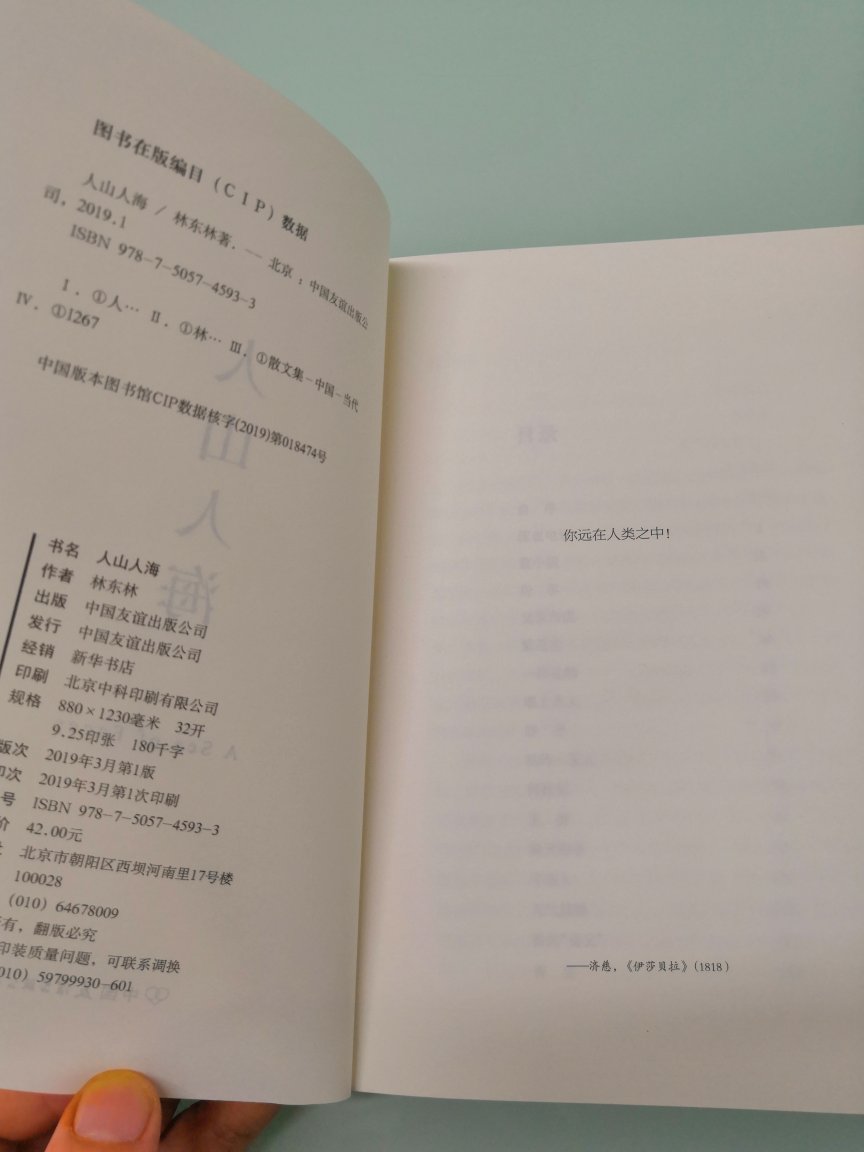 图书在版编目（CIP）数据
人山人海 / 林东林著. -- 北京 : 中国友谊出版公
司, 2019.1
ISBN 978-7-5057-4593-3
Ⅰ. ①人… Ⅱ. ①林… Ⅲ. ①散文集-中国-当代
Ⅳ. ①I267
中国版本图书馆CIP数据核字(2019)第018474号
书名 人山人海
作者 林东林
出版 中国友谊出版公司
发行 中国友谊出版公司
经销 新华书店
印刷 北京中科印刷有限公司
规格 880×1230毫米 32开
9.25印张 180千字
版次 2019年3月第1版
印次 2019年3月第1次印刷
号 ISBN 978-7-5057-4593-3
价 42.00元
北京市朝阳区西坝河南里17号楼
100028
(010) 64678009
有, 翻版必究
印装质量问题, 可联系调换
010) 59799930-601
你远在人类之中!
——济慈,《伊莎贝拉》(1818)